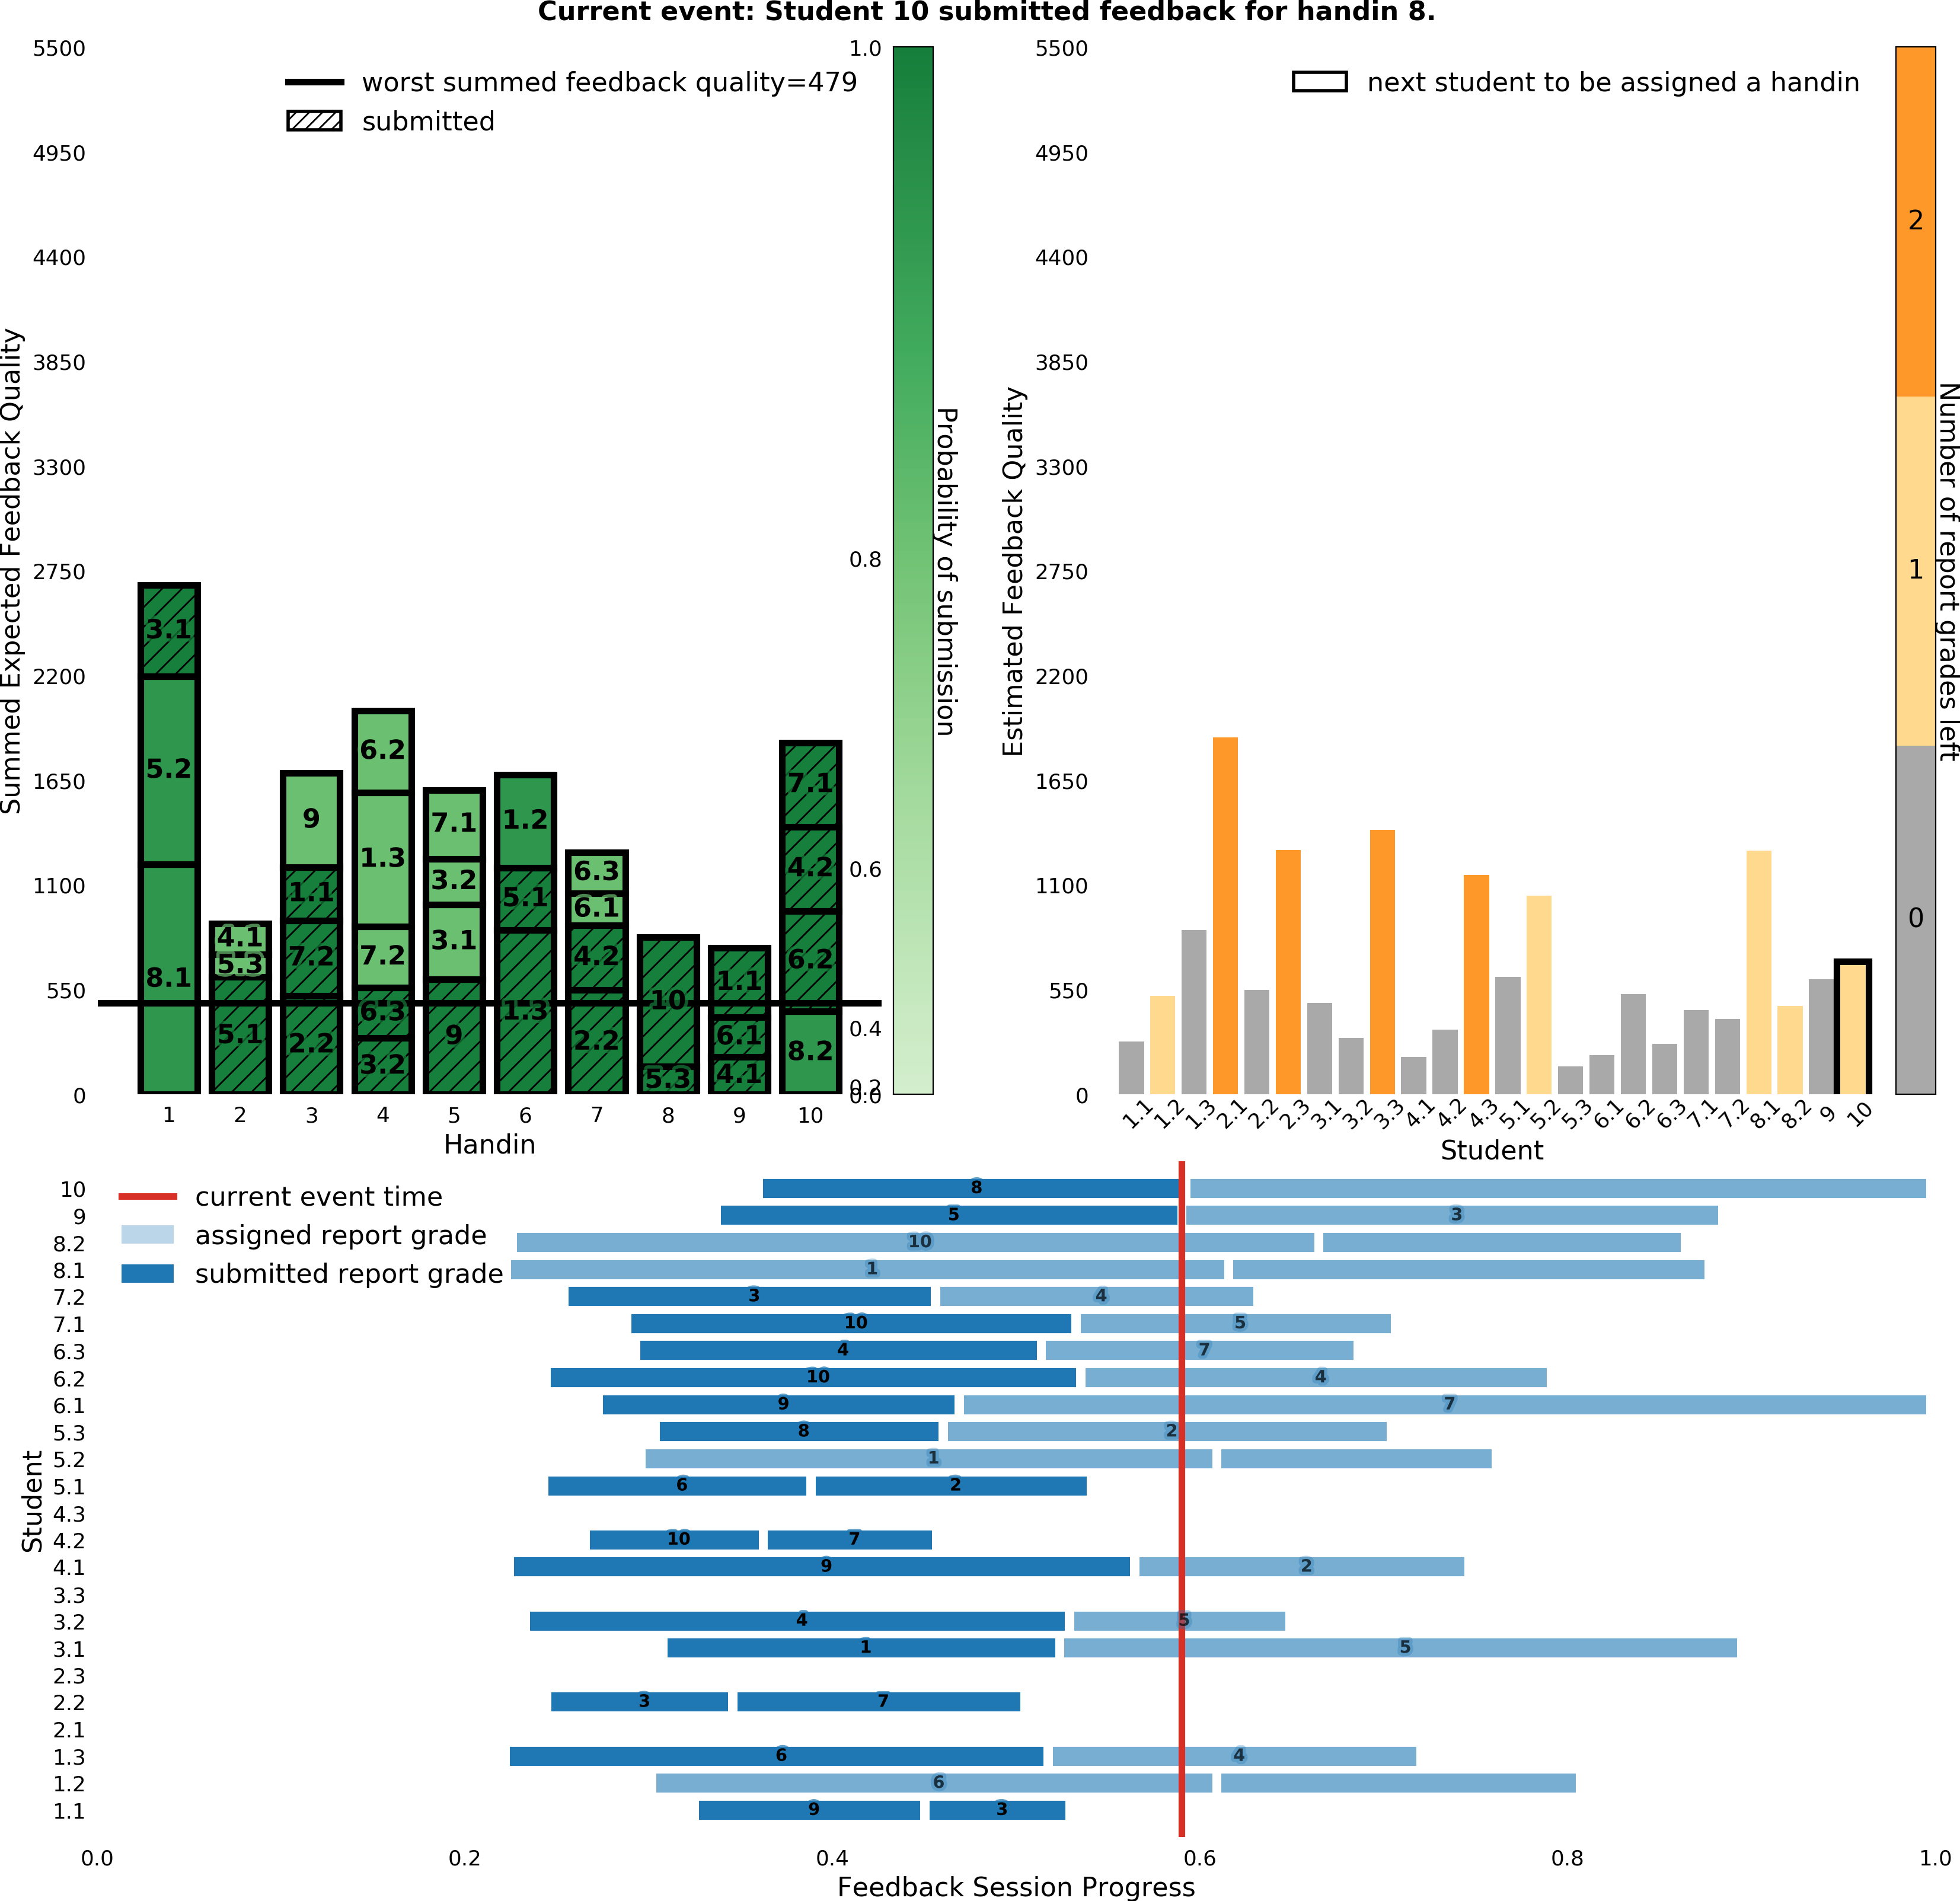 Current event: Student 10 submitted feedback for handin 8.
5500
4950
4400
3850
3300
2750
2200
1650
1100
550
0
Summed Expected Feedback Quality
worst summed feedback quality=479
submitted
3.1
5.2
8.1
4.1
5.3
5.1
9
1.1
7.2
2.2
6.2
1.3
7.2
6.3
3.2
7.1
3.2
3.1
9
1.2
5.1
1.3
6.3
6.1
4.2
2.2
10
5.3
1.1
6.1
4.1
7.1
4.2
6.2
8.2
1 2 3 4 5 6 7 8 9 10
Handin
1.0
0.8
0.6
0.4
0.2
0.0
Probability of submission
5500
4950
4400
3850
3300
2750
2200
1650
1100
550
0
Estimated Feedback Quality
next student to be assigned a handin
1.1 1.2 1.3 2.1 2.2 2.3 3.1 3.2 3.3 4.1 4.2 4.3 5.1 5.2 5.3 6.1 6.2 6.3 7.1 7.2 8.1 8.2 9 10
Student
2
1
0
Number of report grades left
current event time
assigned report grade
submitted report grade
Student
10 8
9 5 3
8.2 10
8.1 1
7.2 3 4
7.1 10 5
6.3 4 7
6.2 10 4
6.1 9 7
5.3 8 2
5.2 1
5.1 6 2
4.3
4.2 10 7
4.1 9 2
3.3
3.2 4 5
3.1 1 5
2.3
2.2 3 7
2.1
1.3 6 4
1.2 6
1.1 9 3
0.0 0.2 0.4 0.6 0.8 1.0
Feedback Session Progress